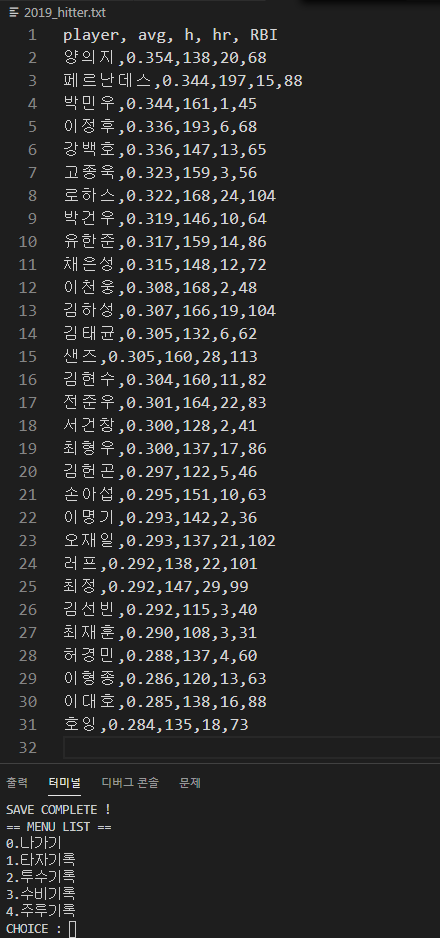 2019_hitter.txt
1 player, avg, h, hr, RBI
2 양의지,0.354,138,20,68
3 페르난데스,0.344,197,15,88
4 박민우,0.344,161,1,45
5 이정후,0.336,193,6,68
6 강백호,0.336,147,13,65
7 고종욱,0.323,159,3,56
8 로하스,0.322,168,24,104
9 박건우,0.319,146,10,64
10 유한준,0.317,159,14,86
11 채은성,0.315,148,12,72
12 이천웅,0.308,168,2,48
13 김하성,0.307,166,19,104
14 김태균,0.305,132,6,62
15 샌즈,0.305,160,28,113
16 김현수,0.304,160,11,82
17 전준우,0.301,164,22,83
18 서건창,0.300,128,2,41
19 최형우,0.300,137,17,86
20 김헌곤,0.297,122,5,46
21 손아섭,0.295,151,10,63
22 이명기,0.293,142,2,36
23 오재일,0.293,137,21,102
24 러프,0.292,138,22,101
25 최정,0.292,147,29,99
26 김선빈,0.292,115,3,40
27 최재훈,0.290,108,3,31
28 허경민,0.288,137,4,60
29 이형종,0.286,120,13,63
30 이대호,0.285,138,16,88
31 호잉,0.284,135,18,73
32
출력 터미널 디버그 콘솔 문제
SAVE COMPLETE !
== MENU LIST ==
0.나가기
1.타자기록
2.투수기록
3.수비기록
4.주루기록
CHOICE :